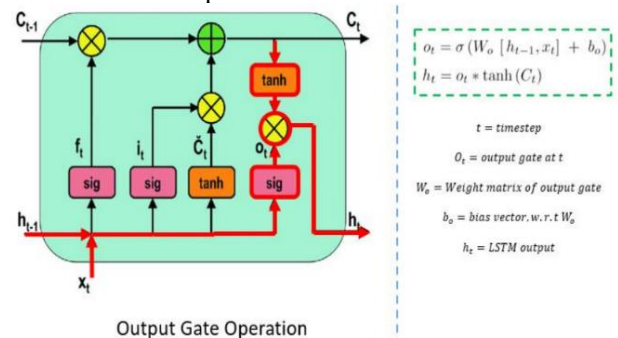 C_{t-1}
C_t
tanh
f_t
i_t
Č_t
o_t
sig
sig
tanh
sig
h_{t-1}
h_t
x_t
Output Gate Operation
o_t = σ (W_o [h_{t-1}, x_t] + b_o)
h_t = o_t * tanh (C_t)
t = timestep
O_t = output gate at t
W_o = Weight matrix of output gate
b_o = bias vector, w.r.t W_o
h_t = LSTM output